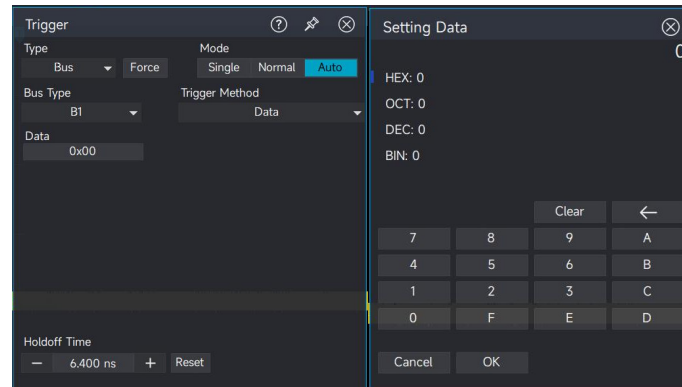 Trigger
?
Type
Mode
Bus
Force
Single
Normal
Auto
Bus Type
Trigger Method
B1
Data
Data
0x00
Holdoff Time
− 6.400 ns + Reset
Setting Data
0
HEX: 0
OCT: 0
DEC: 0
BIN: 0
Clear ←
7 8 9 A
4 5 6 B
1 2 3 C
0 F E D
Cancel OK